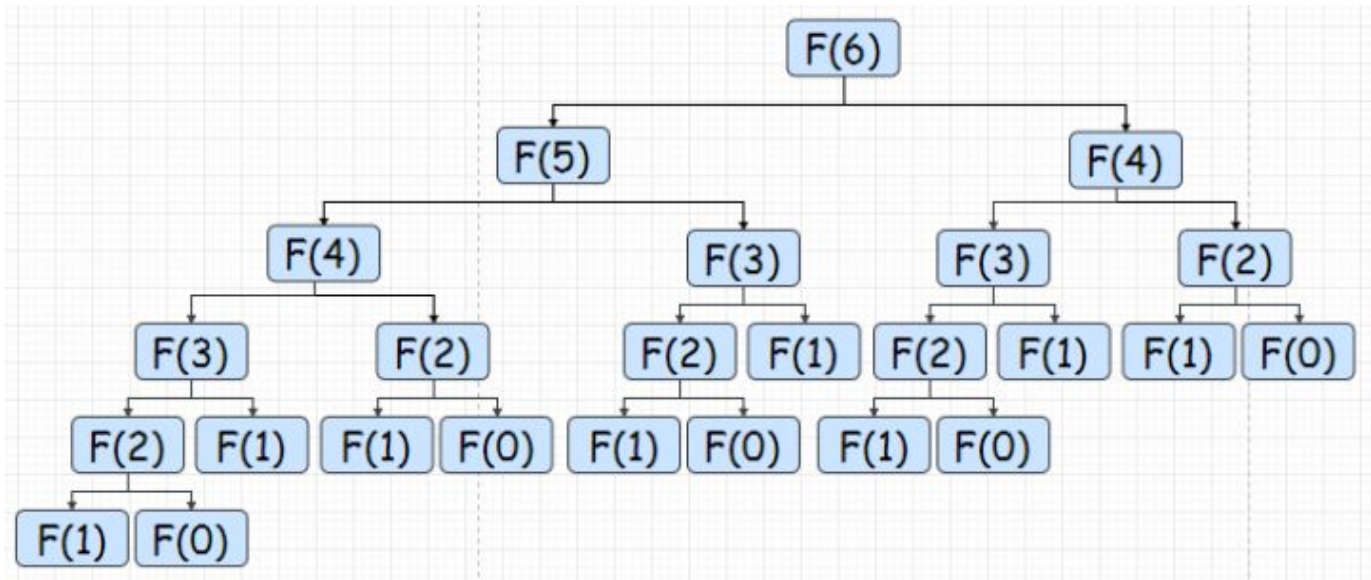 F(6)
F(5) F(4)
F(4) F(3) F(3) F(2)
F(3) F(2) F(2) F(1) F(2) F(1) F(1) F(0)
F(2) F(1) F(1) F(0) F(1) F(0) F(1) F(0)
F(1) F(0)